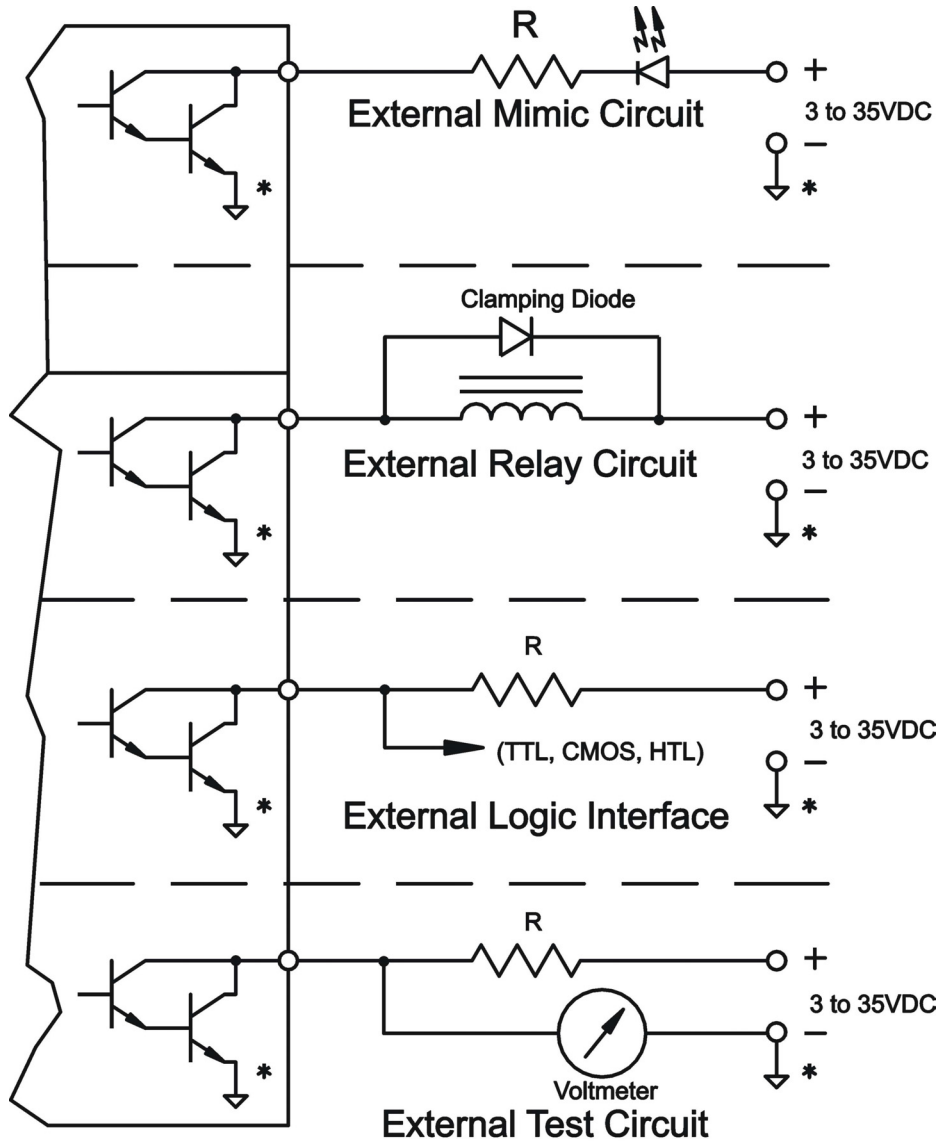 R
External Mimic Circuit
+
3 to 35VDC
−
*
*
Clamping Diode
External Relay Circuit
+
3 to 35VDC
−
*
*
R
+
3 to 35VDC
(TTL, CMOS, HTL)
−
*
*
External Logic Interface
R
+
3 to 35VDC
−
*
*
Voltmeter
External Test Circuit